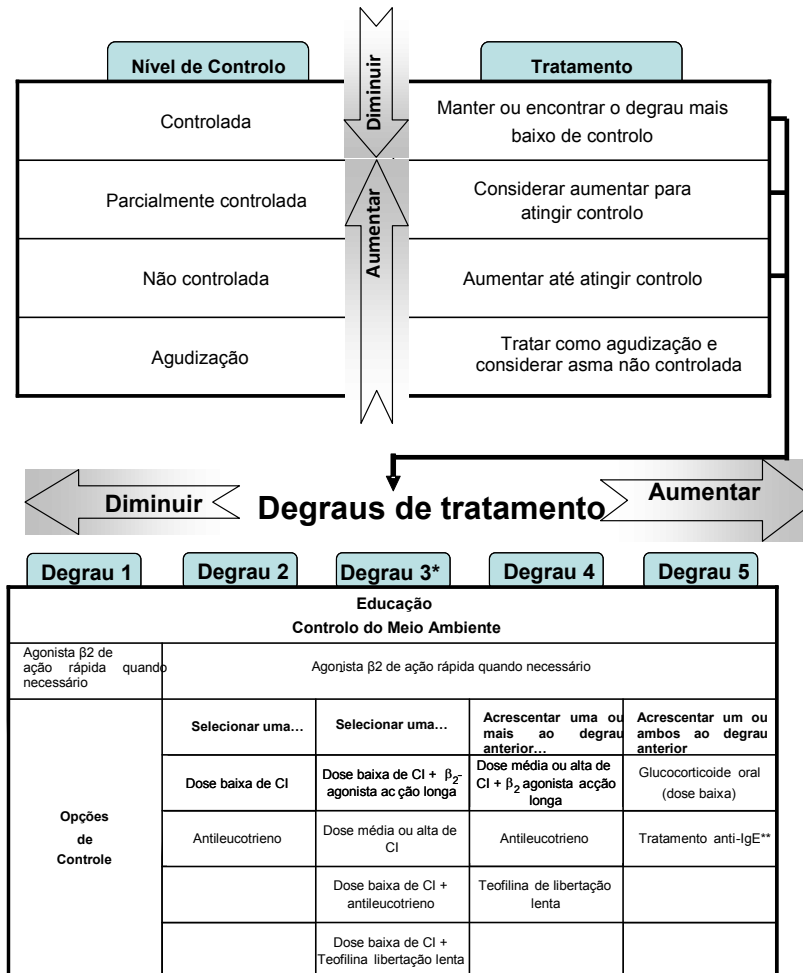 Nível de Controlo
Diminuir
Tratamento
Controlada
Manter ou encontrar o degrau mais
baixo de controlo
Parcialmente controlada
Aumentar
Considerar aumentar para
atingir controlo
Não controlada
Aumentar até atingir controlo
Agudização
Tratar como agudização e
considerar asma não controlada
Diminuir
Degraus de tratamento
Aumentar
Degrau 1
Degrau 2
Degrau 3*
Degrau 4
Degrau 5
Educação
Controlo do Meio Ambiente
Agonista β2 de
ação rápida quando
necessário
Agonista β2 de ação rápida quando necessário
Opções
de
Controle
Selecionar uma…
Selecionar uma…
Acrescentar uma ou
mais ao degrau
anterior…
Acrescentar um ou
ambos ao degrau
anterior
Dose baixa de CI
Dose baixa de CI + β2-
agonista ac ção longa
Dose média ou alta de
CI + β2 agonista acção
longa
Glucocorticoide oral
(dose baixa)
Antileucotrieno
Dose média ou alta de
CI
Antileucotrieno
Tratamento anti-IgE**
Dose baixa de CI +
antileucotrieno
Teofilina de libertação
lenta
Dose baixa de CI +
Teofilina libertação lenta